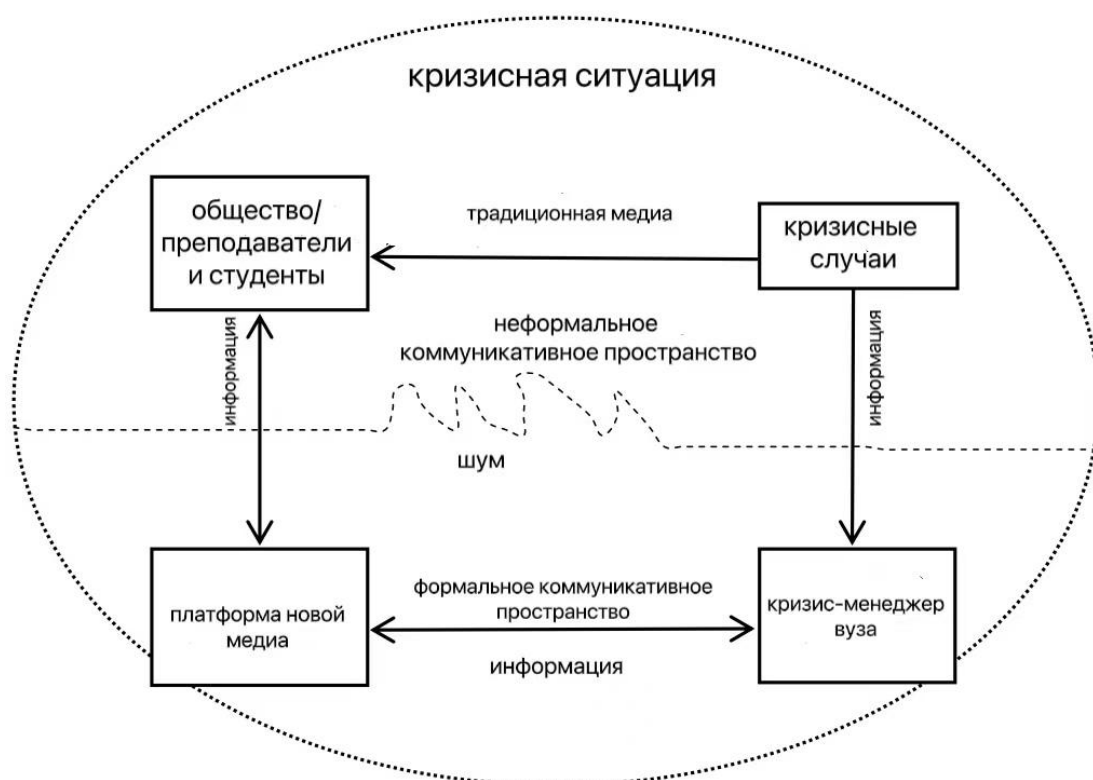 кризисная ситуация
общество/
преподаватели
и студенты
традиционная медиа
кризисные
случаи
информация
неформальное
коммуникативное пространство
информация
шум
платформа новой
медиа
формальное коммуникативное
пространство
информация
кризис-менеджер
вуза